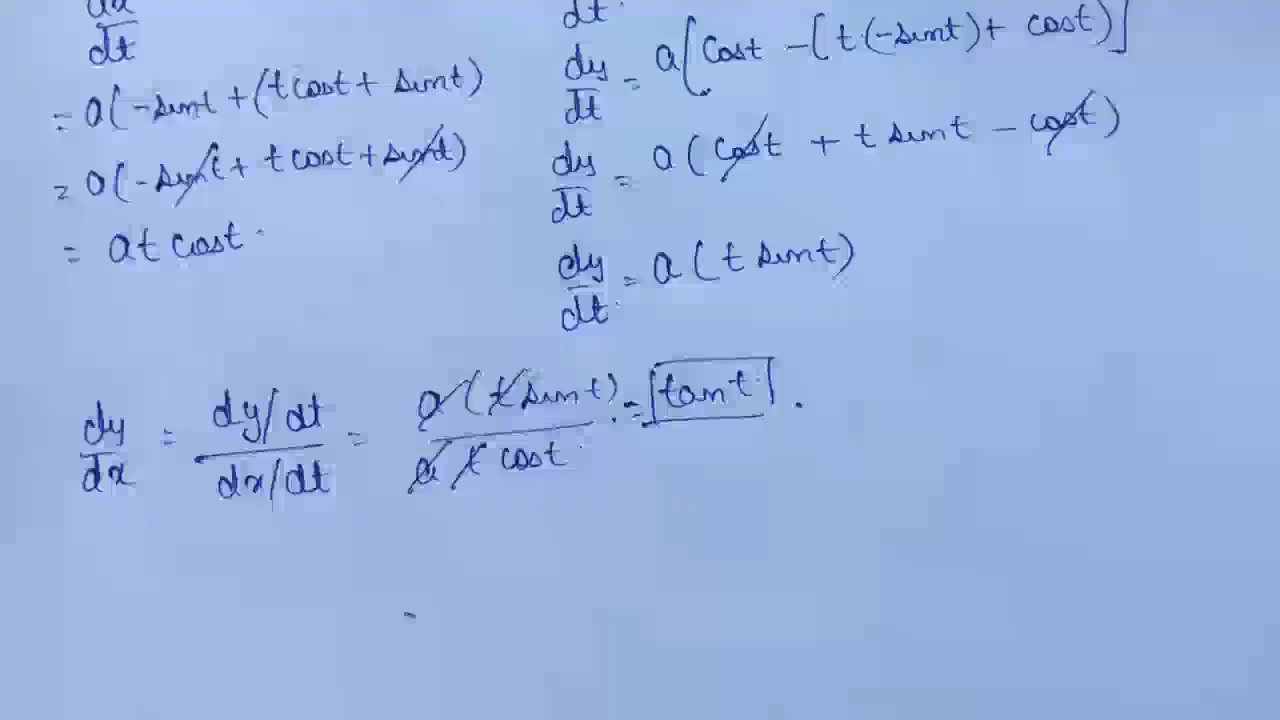 dx/dt
= a(-sint + (tcost + sint)
= a(-sint + tcost + sint)
= at cost.
dt.
dy/dt = a[cost - [t(-sint) + cost)]
dy/dt = a(cost + t sint - cost)
dy/dt = a(t sint)
dy/dx = dy/dt / dx/dt = a(t sint) / a t cost = tant.